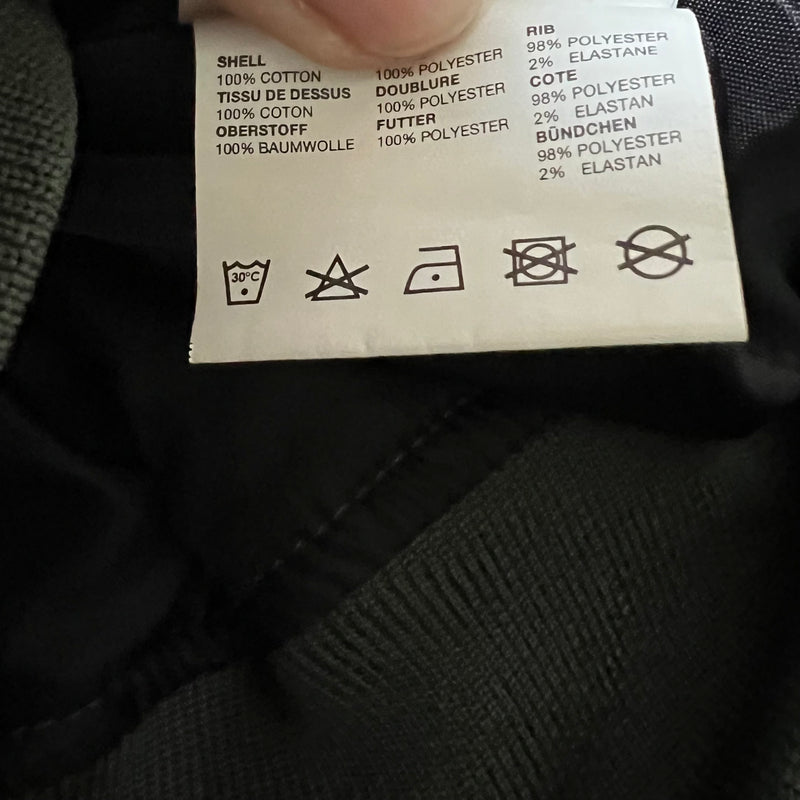 SHELL
100% COTTON
TISSU DE DESSUS
100% COTON
OBERSTOFF
100% BAUMWOLLE
100% POLYESTER
DOUBLURE
100% POLYESTER
FUTTER
100% POLYESTER
RIB
98% POLYESTER
2% ELASTANE
COTE
98% POLYESTER
2% ELASTAN
BÜNDCHEN
98% POLYESTER
2% ELASTAN
30°C